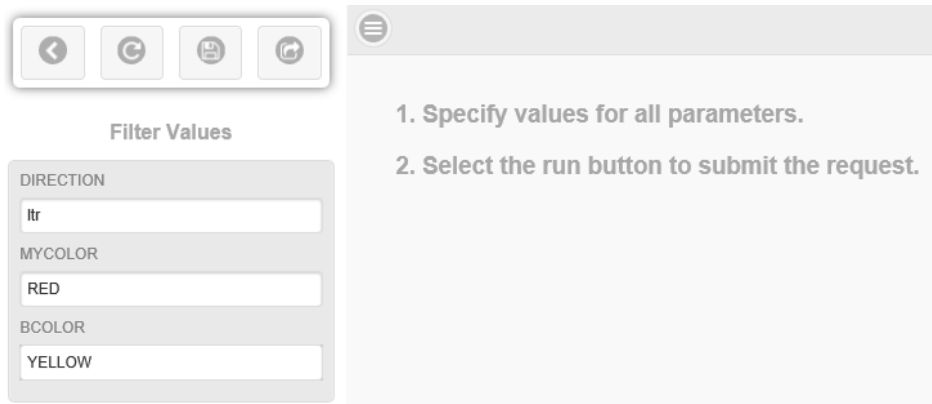 Filter Values
DIRECTION
ltr
MYCOLOR
RED
BCOLOR
YELLOW
1. Specify values for all parameters.
2. Select the run button to submit the request.